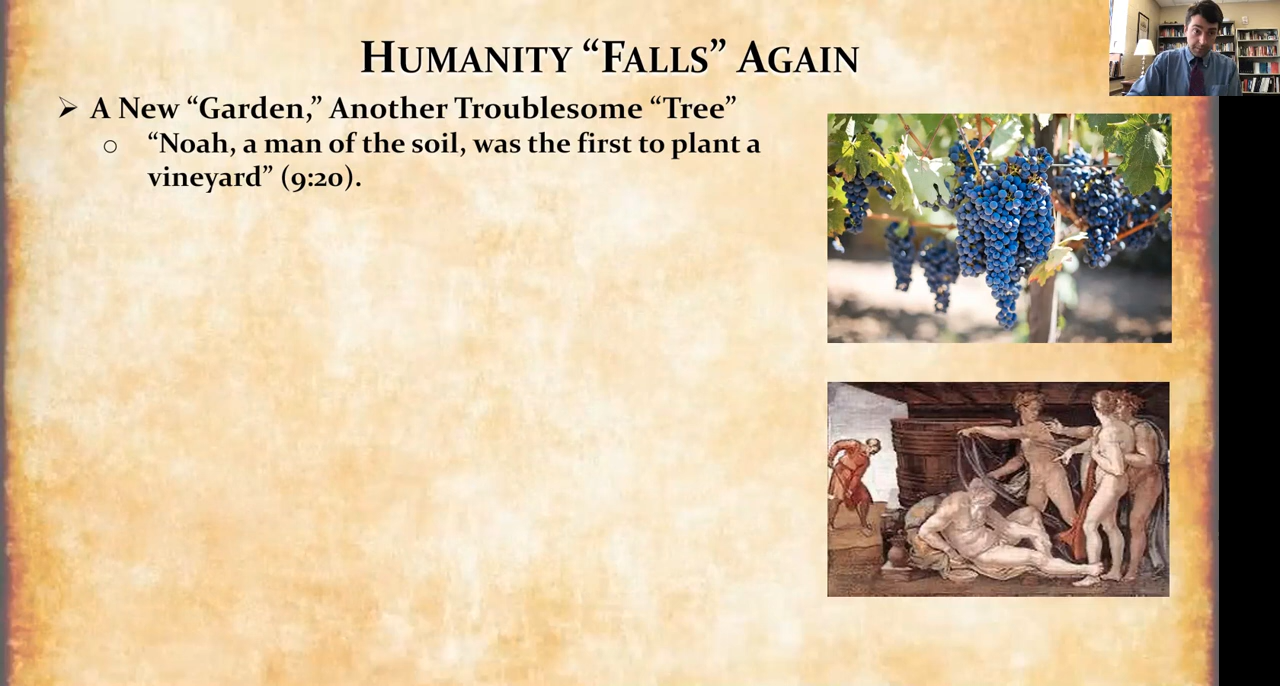 HUMANITY “FALLS” AGAIN
➢ A New “Garden,” Another Troublesome “Tree”
○ “Noah, a man of the soil, was the first to plant a
vineyard” (9:20).